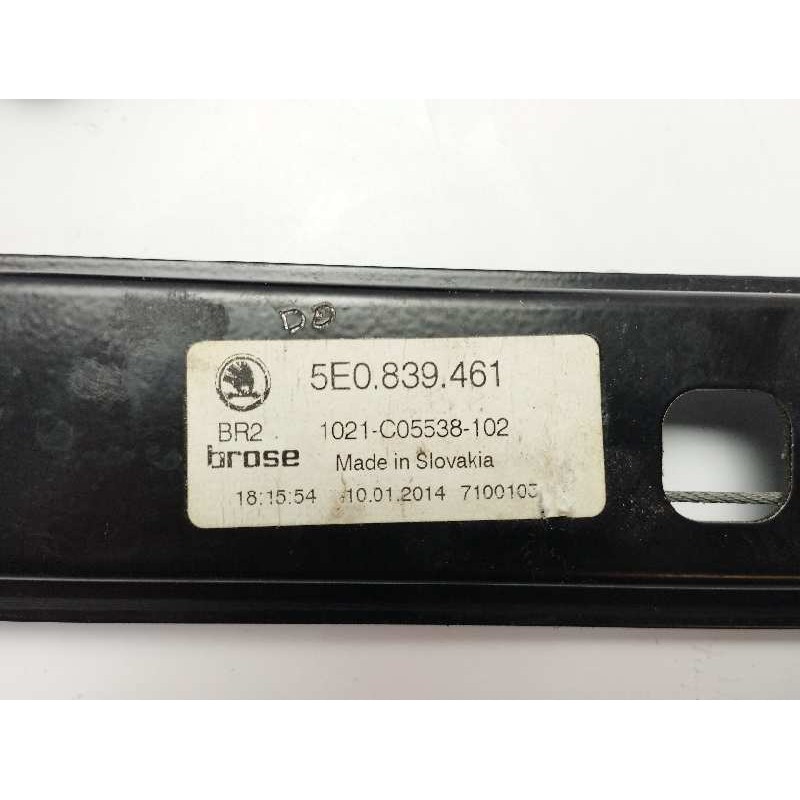 DD
5E0.839.461
BR2 1021-C05538-102
brose Made in Slovakia
18:15:54 10.01.2014